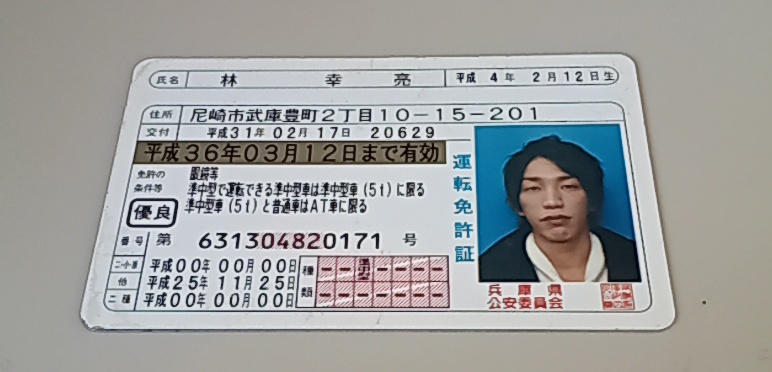 氏名 林 幸亮 平成 4年 2月12日生
住所 尼崎市武庫豊町2丁目10-15-201
交付 平成31年02月17日 20629
平成36年03月12日まで有効
免許の条件等 眼鏡等
準中型で運転できる準中型車は準中型車(5t)に限る
準中型車(5t)と普通車はAT車に限る
優良
番号 第 631304820171 号
二・小・原 平成00年00月00日
他 平成25年11月25日
二種 平成00年00月00日
種類
運転免許証
兵庫県
公安委員会